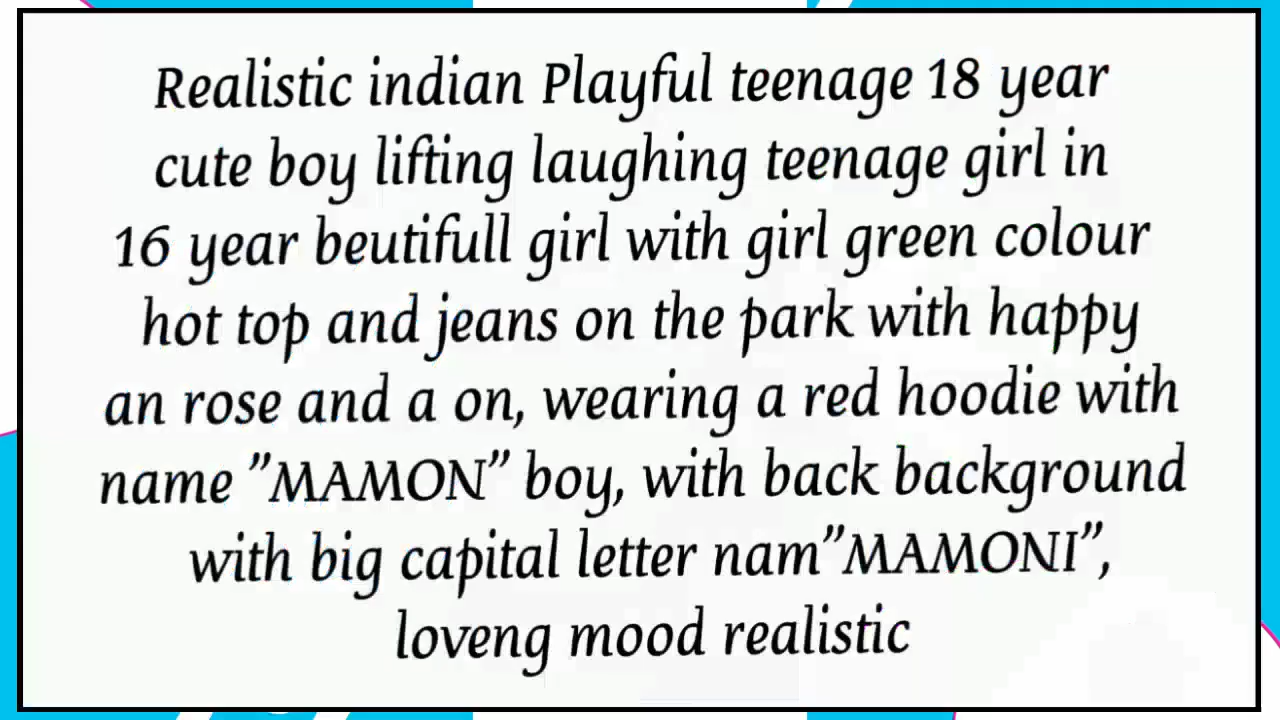 Realistic indian Playful teenage 18 year
cute boy lifting laughing teenage girl in
16 year beutifull girl with girl green colour
hot top and jeans on the park with happy
an rose and a on, wearing a red hoodie with
name ”MAMON” boy, with back background
with big capital letter nam”MAMONI”,
loveng mood realistic